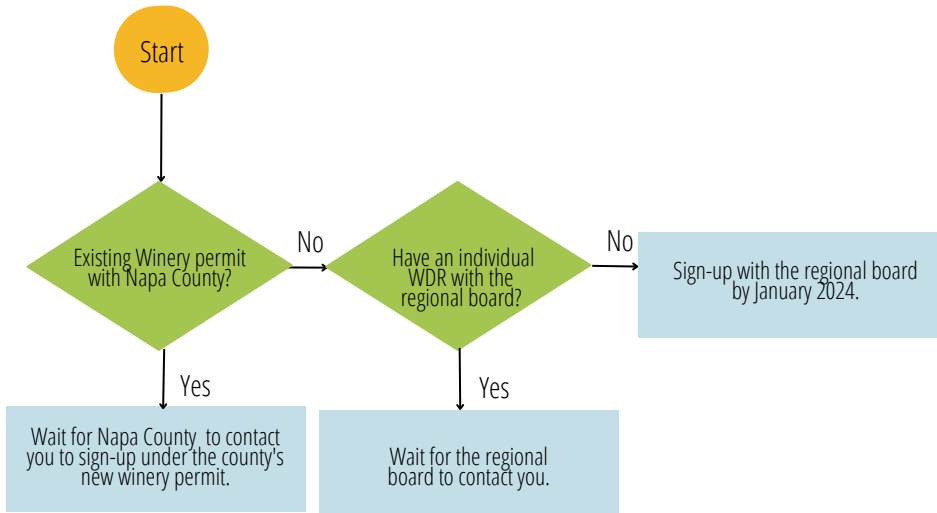 Start
Existing Winery permit
with Napa County?
No
Have an individual
WDR with the
regional board?
No
Sign-up with the regional board
by January 2024.
Yes
Wait for Napa County to contact
you to sign-up under the county's
new winery permit.
Yes
Wait for the regional
board to contact you.